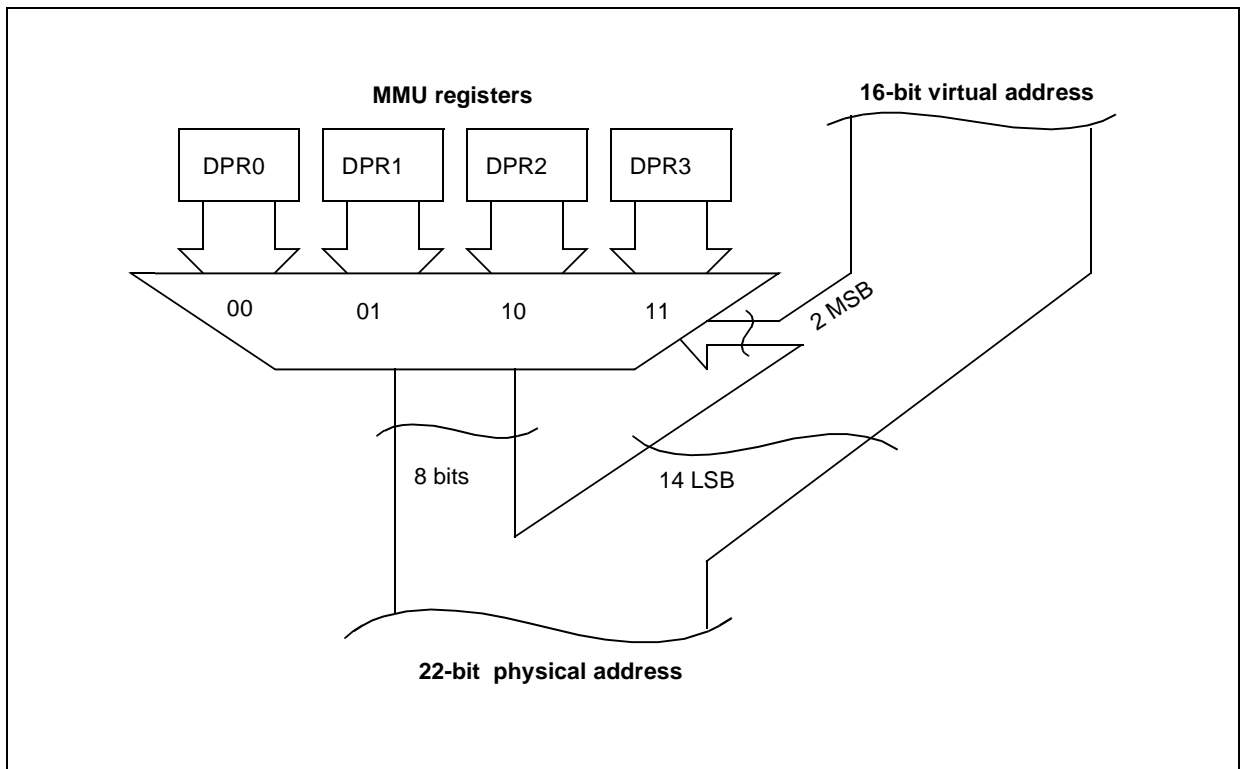 MMU registers
16-bit virtual address
DPR0 DPR1 DPR2 DPR3
00 01 10 11
2 MSB
8 bits
14 LSB
22-bit physical address